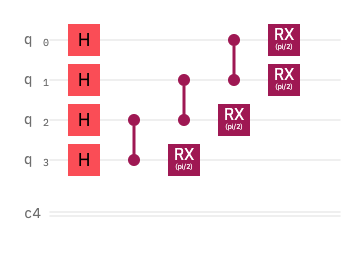 q 0 H RX (pi/2)
q 1 H RX (pi/2)
q 2 H RX (pi/2)
q 3 H RX (pi/2)
c4